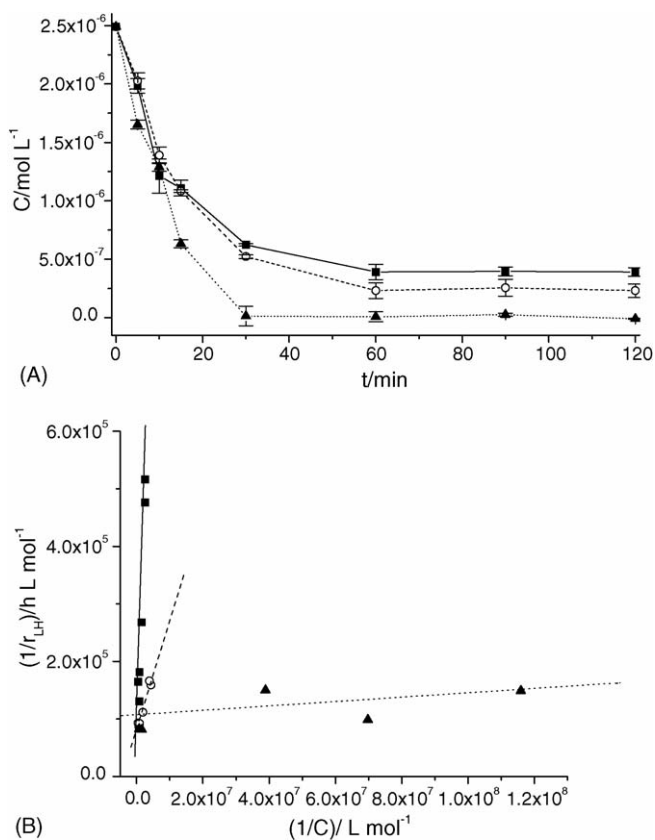 2.5x10⁻⁶
2.0x10⁻⁶
1.5x10⁻⁶
1.0x10⁻⁶
5.0x10⁻⁷
0.0
C/mol L⁻¹
0 20 40 60 80 100 120
t/min
(A)
6.0x10⁵
4.0x10⁵
2.0x10⁵
0.0
(1/r_LH)/h L mol⁻¹
0.0 2.0x10⁷ 4.0x10⁷ 6.0x10⁷ 8.0x10⁷ 1.0x10⁸ 1.2x10⁸
(1/C)/ L mol⁻¹
(B)